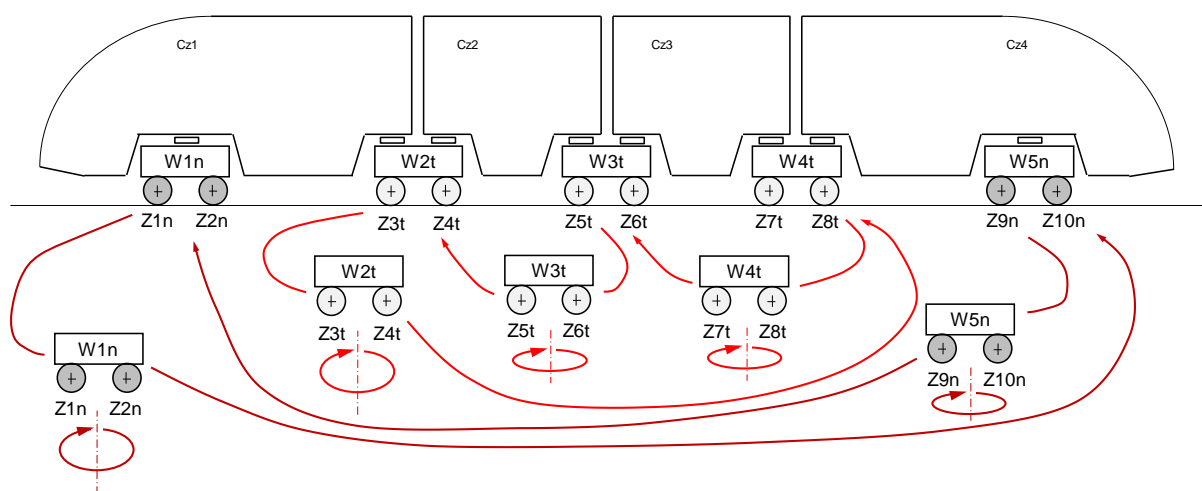 Cz1 Cz2 Cz3 Cz4
W1n W2t W3t W4t W5n
Z1n Z2n Z3t Z4t Z5t Z6t Z7t Z8t Z9n Z10n
W2t W3t W4t
Z3t Z4t Z5t Z6t Z7t Z8t
W1n W5n
Z1n Z2n Z9n Z10n